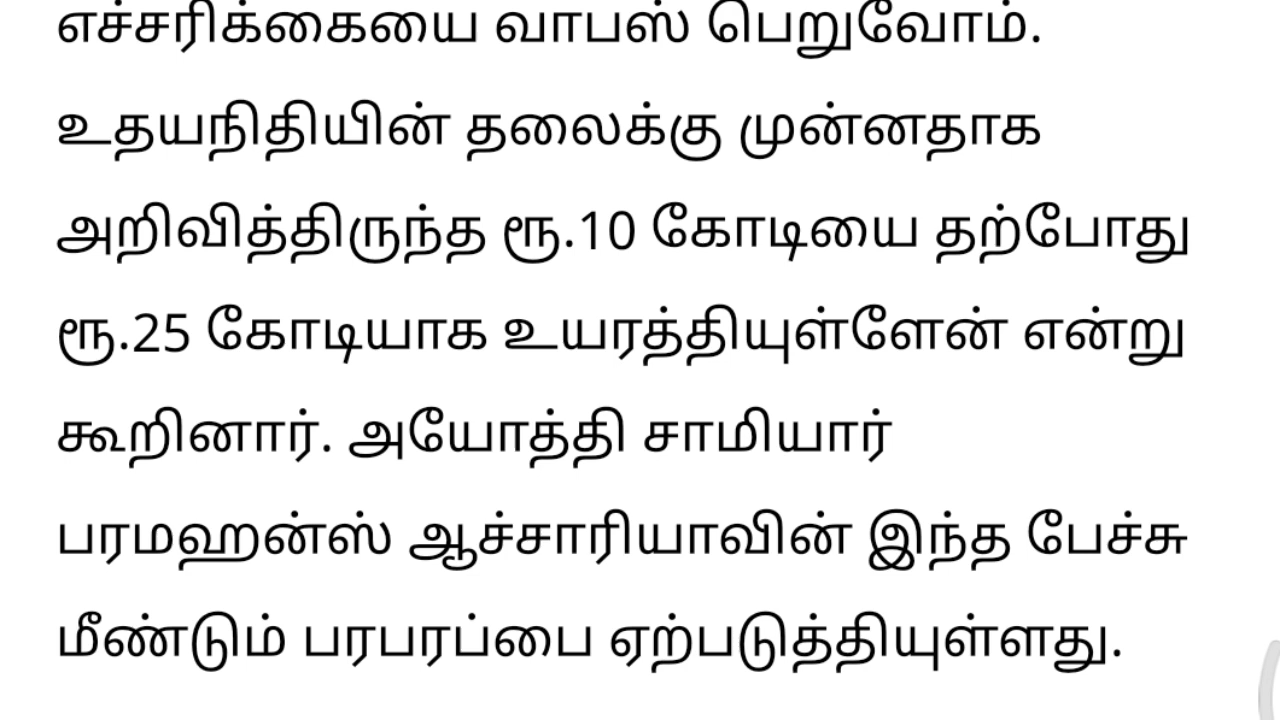 எச்சரிக்கையை வாபஸ் பெறுவோம்.
உதயநிதியின் தலைக்கு முன்னதாக
அறிவித்திருந்த ரூ.10 கோடியை தற்போது
ரூ.25 கோடியாக உயரத்தியுள்ளேன் என்று
கூறினார். அயோத்தி சாமியார்
பரமஹன்ஸ் ஆச்சாரியாவின் இந்த பேச்சு
மீண்டும் பரபரப்பை ஏற்படுத்தியுள்ளது.